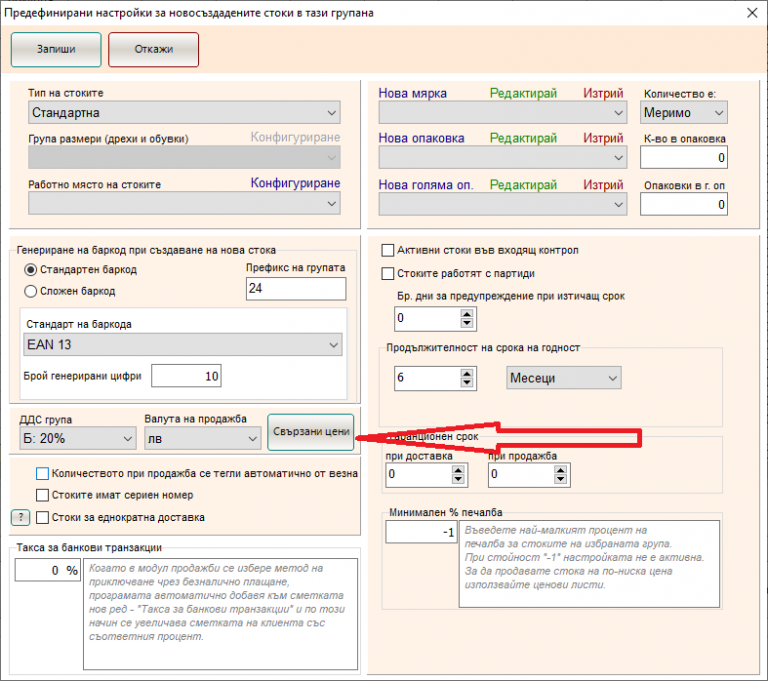 Предефинирани настройки за новосъздадените стоки в тази групана
Запиши
Откажи
Тип на стоките
Стандартна
Група размери (дрехи и обувки) Конфигуриране
Работно място на стоките Конфигуриране
Нова мярка Редактирай Изтрий Количество е:
Меримо
Нова опаковка Редактирай Изтрий К-во в опаковка
0
Нова голяма оп. Редактирай Изтрий Опаковки в г. оп
0
Генериране на баркод при създаване на нова стока
Стандартен баркод Префикс на групата
Сложен баркод 24
Стандарт на баркода
EAN 13
Брой генерирани цифри 10
ДДС група Валута на продажба
Б: 20% лв Свързани цени
Количеството при продажба се тегли автоматично от везна
Стоките имат сериен номер
? Стоки за еднократна доставка
Такса за банкови транзакции
0 %
Когато в модул продажби се избере метод на
приключване чрез безналично плащане,
програмата автоматично добавя към сметката
нов ред - "Такса за банкови транзакции" и по този
начин се увеличава сметката на клиента със
съответния процент.
Активни стоки във входящ контрол
Стоките работят с партиди
Бр. дни за предупреждение при изтичащ срок
0
Продължителност на срока на годност
6 Месеци
Гаранционен срок
при доставка при продажба
0 0
Минимален % печалба
-1
Въведете най-малкият процент на
печалба за стоките на избраната група.
При стойност "-1" настройката не е активна.
За да продавате стока на по-ниска цена
използвайте ценови листи.